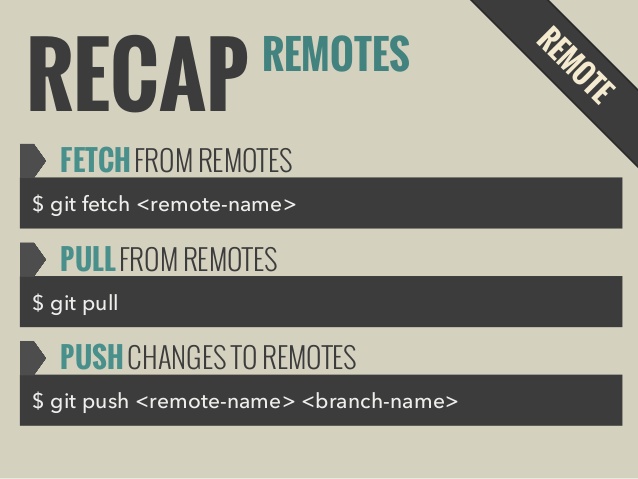 RECAP REMOTES
REMOTE
FETCH FROM REMOTES
$ git fetch <remote-name>
PULL FROM REMOTES
$ git pull
PUSH CHANGES TO REMOTES
$ git push <remote-name> <branch-name>